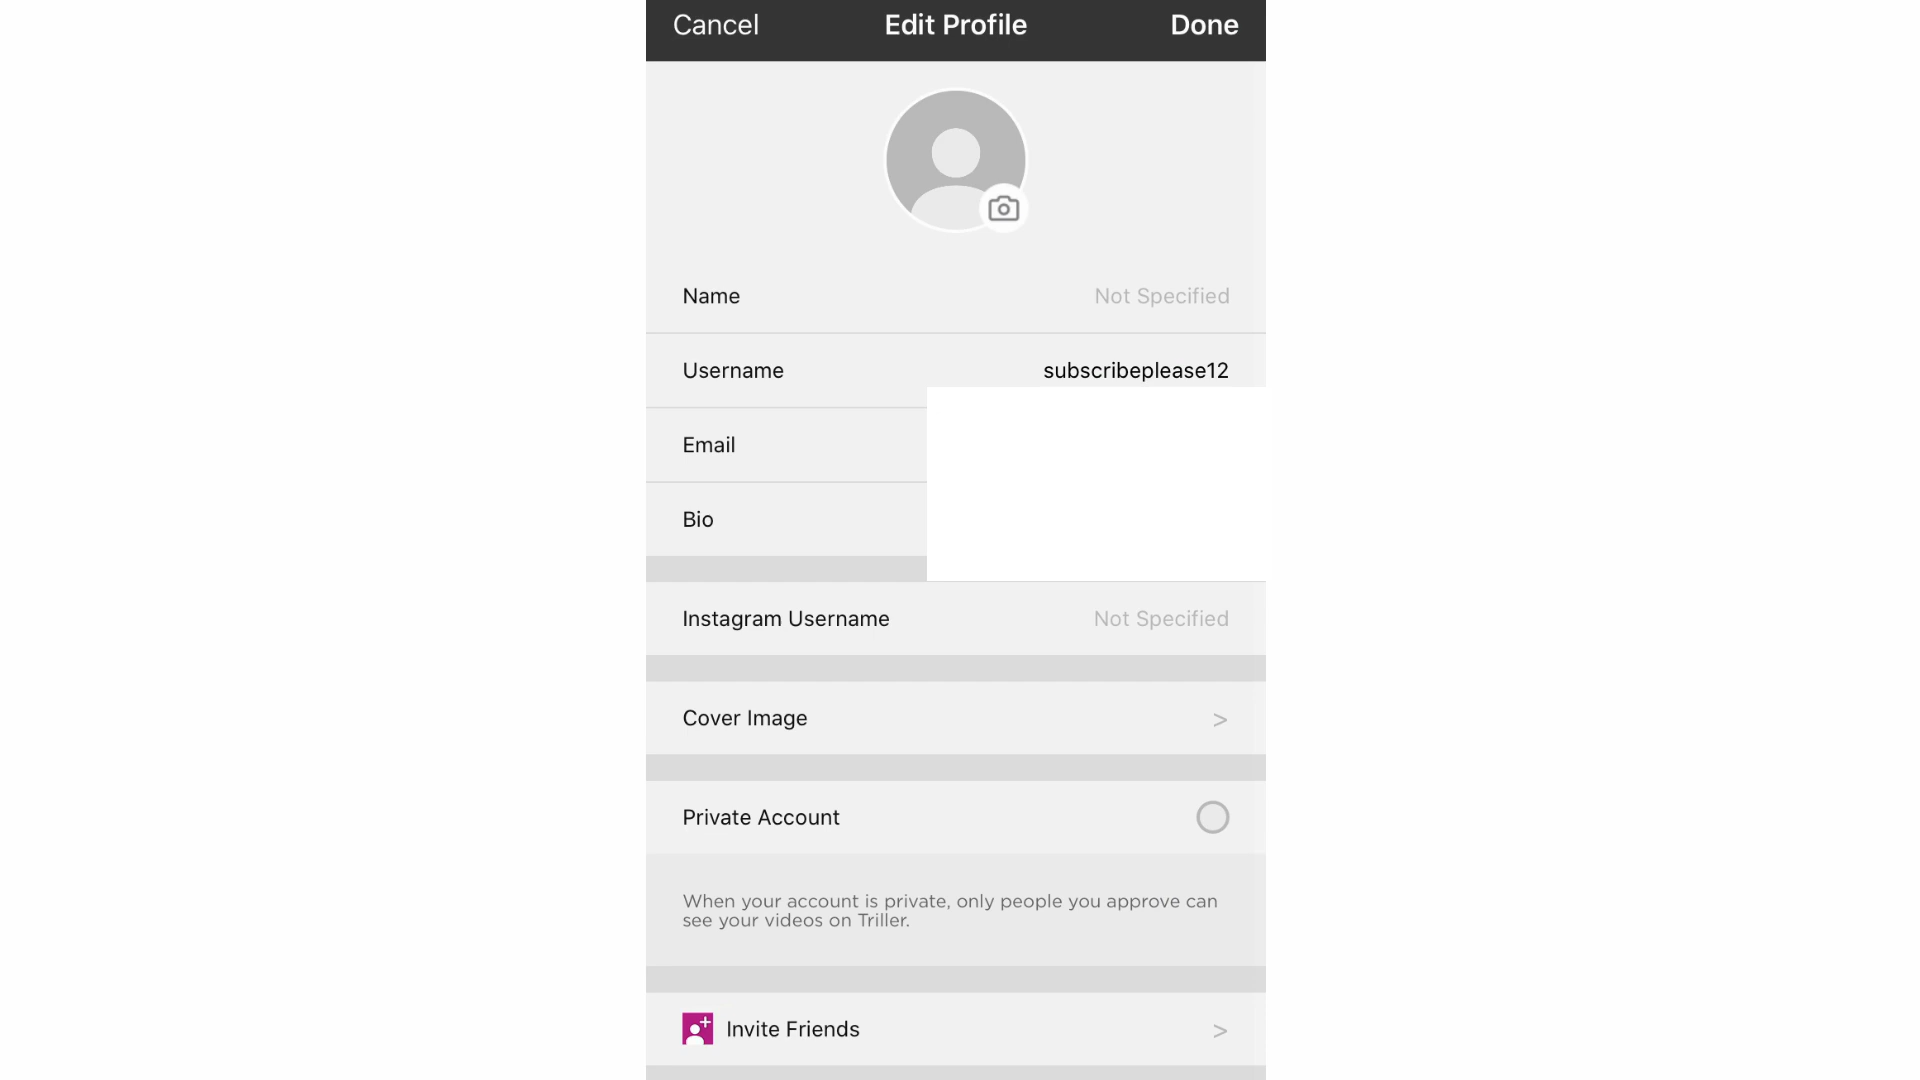 Cancel Edit Profile Done
Name Not Specified
Username subscribeplease12
Email
Bio
Instagram Username Not Specified
Cover Image >
Private Account
When your account is private, only people you approve can
see your videos on Triller.
Invite Friends >